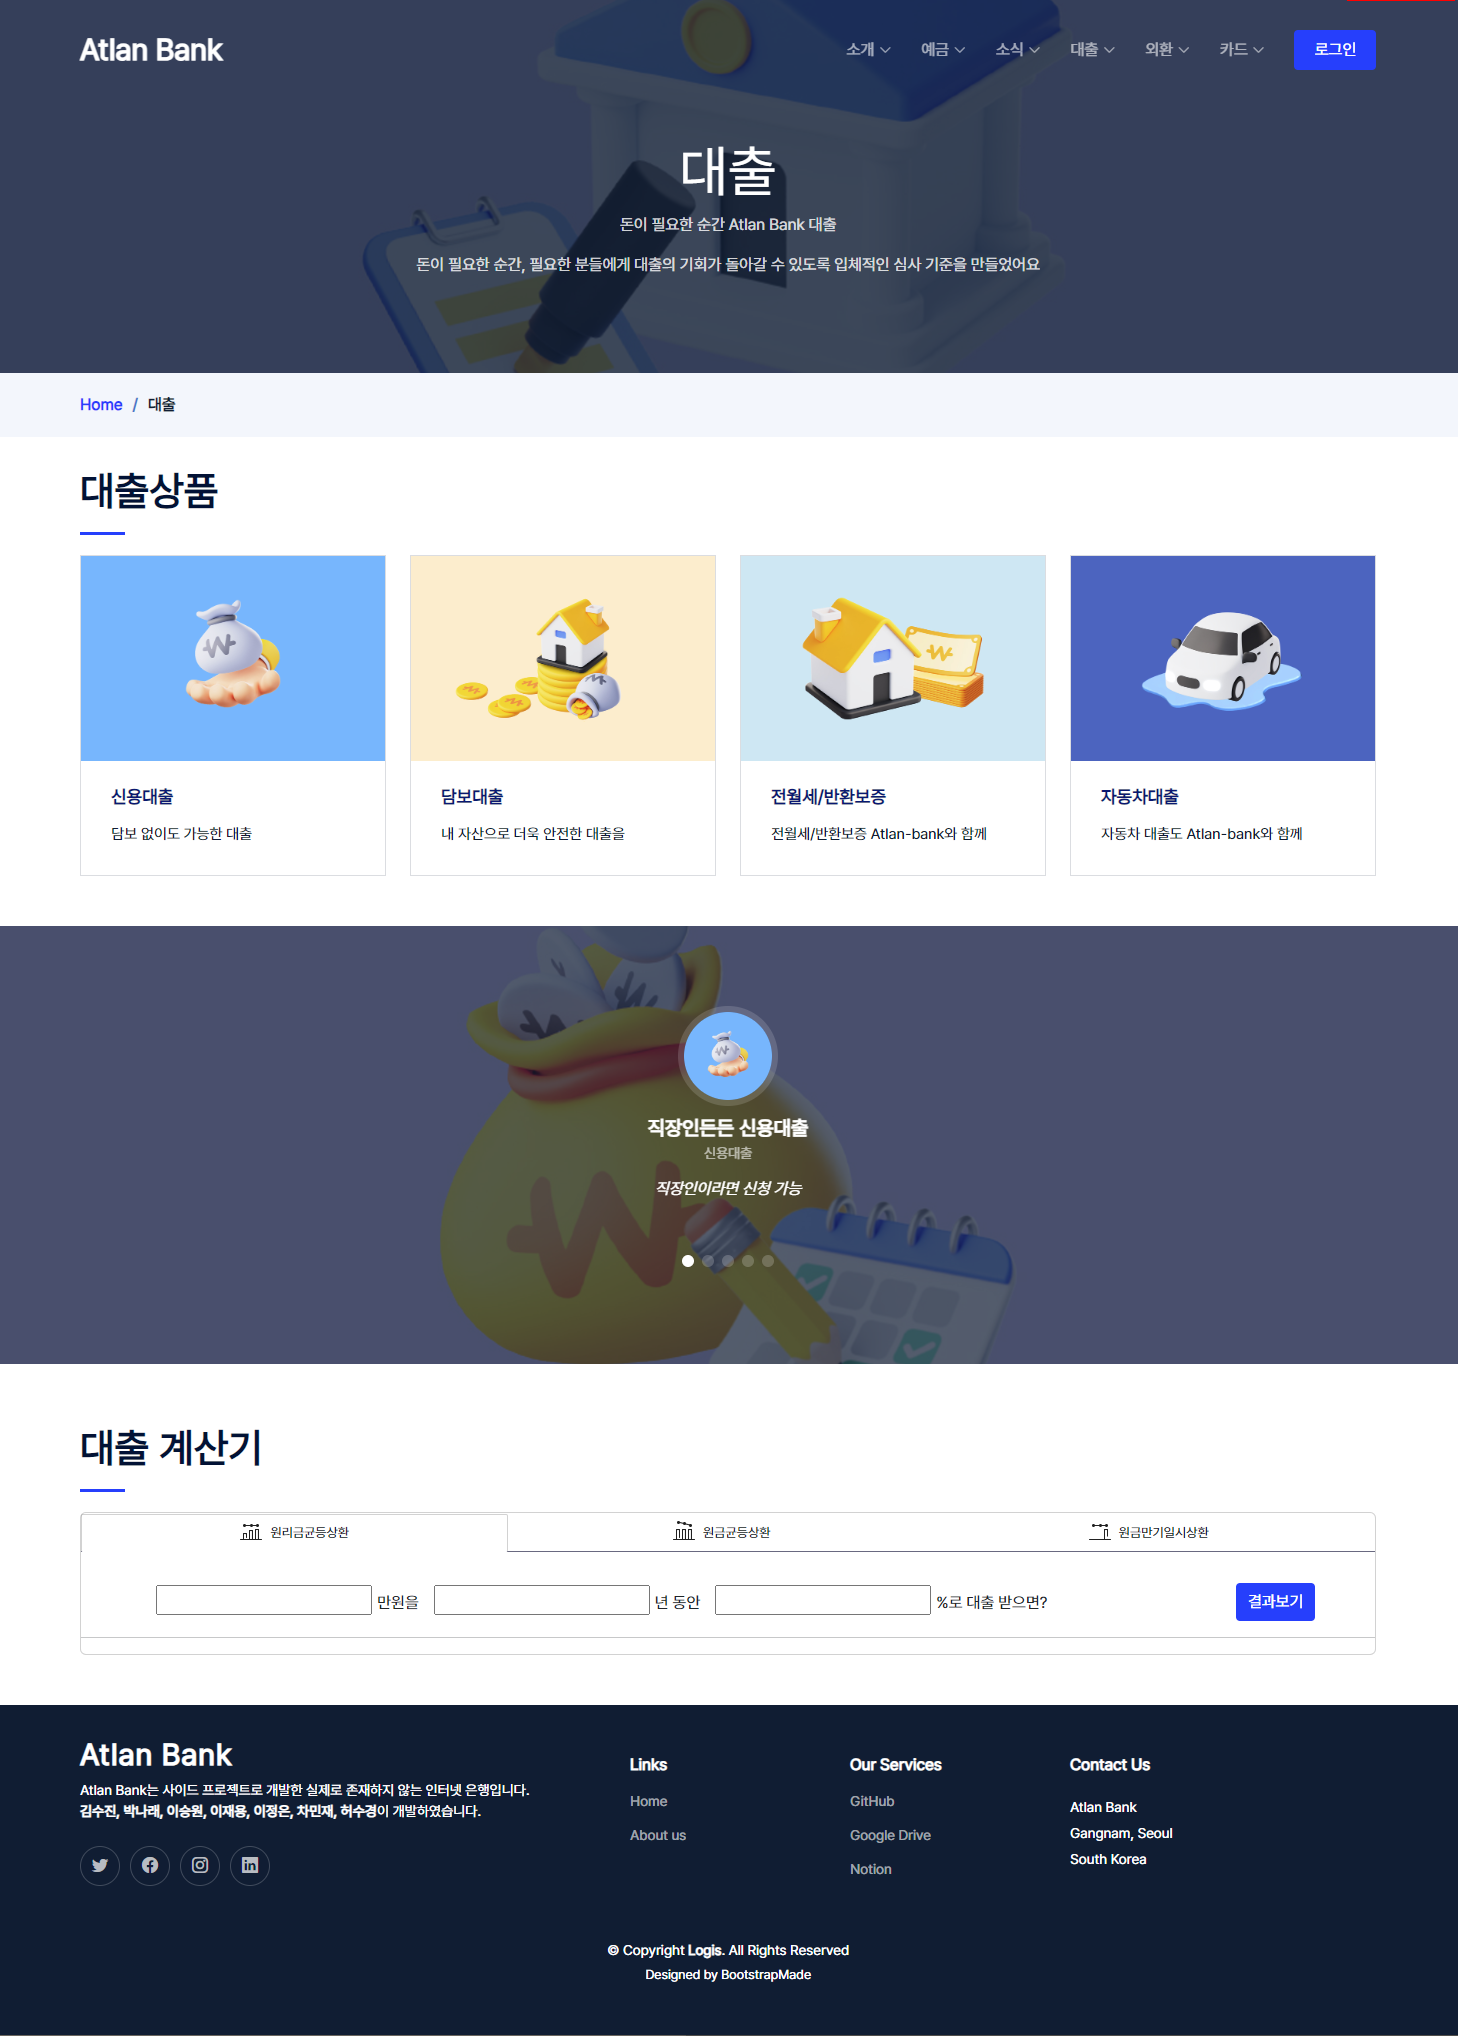 Atlan Bank
소개 예금 소식 대출 외환 카드 로그인
대출
돈이 필요한 순간 Atlan Bank 대출
돈이 필요한 순간, 필요한 분들에게 대출의 기회가 돌아갈 수 있도록 입체적인 심사 기준을 만들었어요
Home / 대출
대출상품
신용대출
담보 없이도 가능한 대출
담보대출
내 자산으로 더욱 안전한 대출을
전월세/반환보증
전월세/반환보증 Atlan-bank와 함께
자동차대출
자동차 대출도 Atlan-bank와 함께
직장인든든 신용대출
신용대출
직장인이라면 신청 가능
대출 계산기
원리금균등상환 원금균등상환 원금만기일시상환
만원을 년 동안 %로 대출 받으면? 결과보기
Atlan Bank
Atlan Bank는 사이드 프로젝트로 개발한 실제로 존재하지 않는 인터넷 은행입니다.
김수진, 박나래, 이승원, 이재용, 이정은, 차민재, 허수경이 개발하였습니다.
Links
Home
About us
Our Services
GitHub
Google Drive
Notion
Contact Us
Atlan Bank
Gangnam, Seoul
South Korea
© Copyright Logis. All Rights Reserved
Designed by BootstrapMade